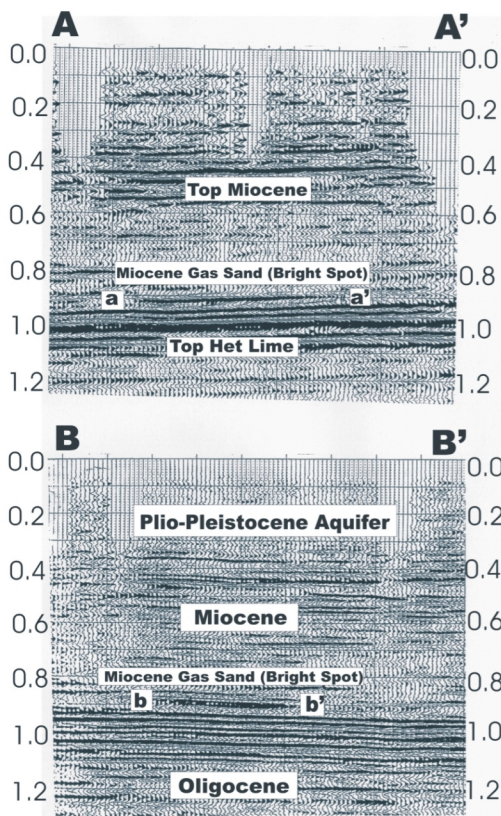 A A’
0.0 0.0
0.2 0.2
0.4 0.4
Top Miocene
0.6 0.6
0.8 Miocene Gas Sand (Bright Spot) 0.8
a a’
1.0 1.0
Top Het Lime
1.2 1.2
B B’
0.0 0.0
0.2 Plio-Pleistocene Aquifer 0.2
0.4 0.4
0.6 Miocene 0.6
0.8 Miocene Gas Sand (Bright Spot) 0.8
b b’
1.0 1.0
1.2 Oligocene 1.2